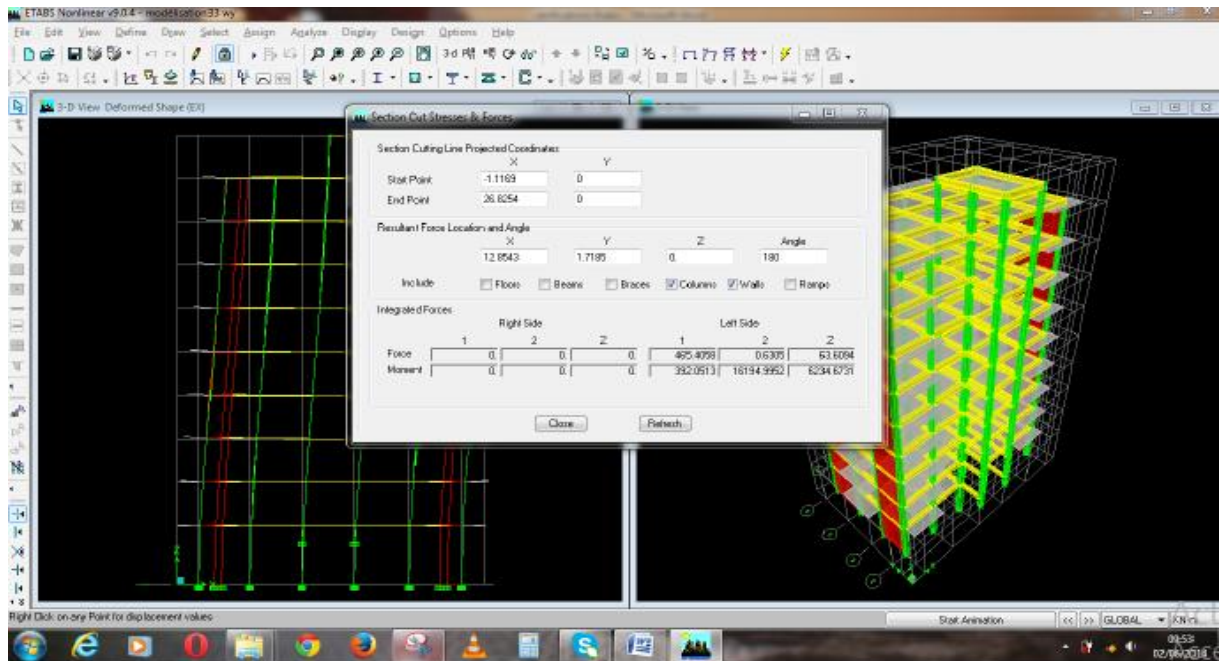 ETABS Nonlinear v9.0.4 - modélisation33 wy
File Edit View Define Draw Select Assign Analyze Display Design Options Help
3-D View Deformed Shape (EX)
Section Cut Stresses & Forces
Section Cutting Line Projected Coordinates
X Y
Start Point -1.1169 0
End Point 26.8254 0
Resultant Force Location and Angle
X Y Z Angle
12.8543 1.7185 0. 180
Include Floors Beams Braces Columns Walls Ramps
Integrated Forces
Right Side Left Side
1 2 Z 1 2 Z
Force 0. 0. 0. 465.4058 0.6305 63.6094
Moment 0. 0. 0. 392.0513 16194.9952 6234.6731
Close Refresh
Right Click on any Point for displacement values
Start Animation << >> GLOBAL
09:53